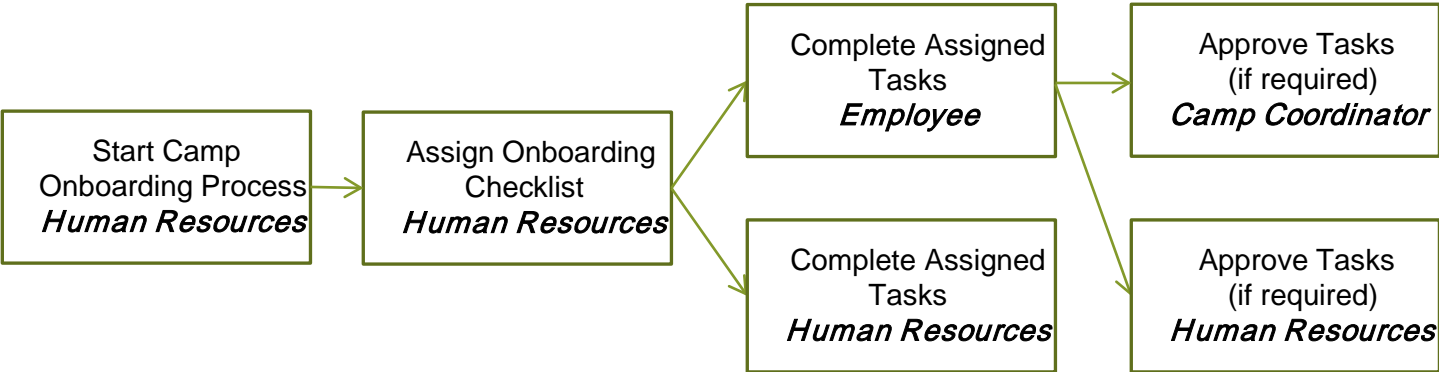 Start Camp
Onboarding Process
Human Resources
Assign Onboarding
Checklist
Human Resources
Complete Assigned
Tasks
Employee
Complete Assigned
Tasks
Human Resources
Approve Tasks
(if required)
Camp Coordinator
Approve Tasks
(if required)
Human Resources